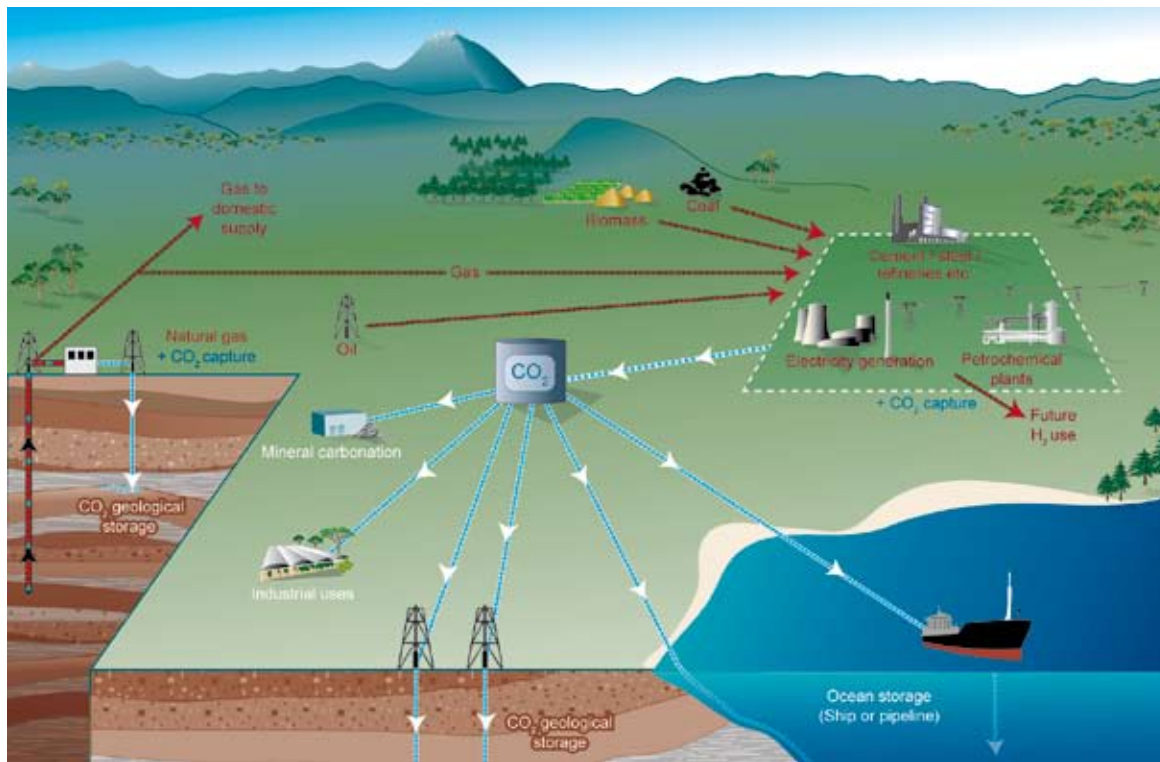 Gas to
domestic
supply
Biomass
Coal
Cement / steel /
refineries etc
Gas
Natural gas
+ CO₂ capture
Oil
CO₂
Electricity generation
Petrochemical
plants
+ CO₂ capture
Future
H₂ use
Mineral carbonation
CO₂ geological
storage
Industrial uses
Ocean storage
(Ship or pipeline)
CO₂ geological
storage